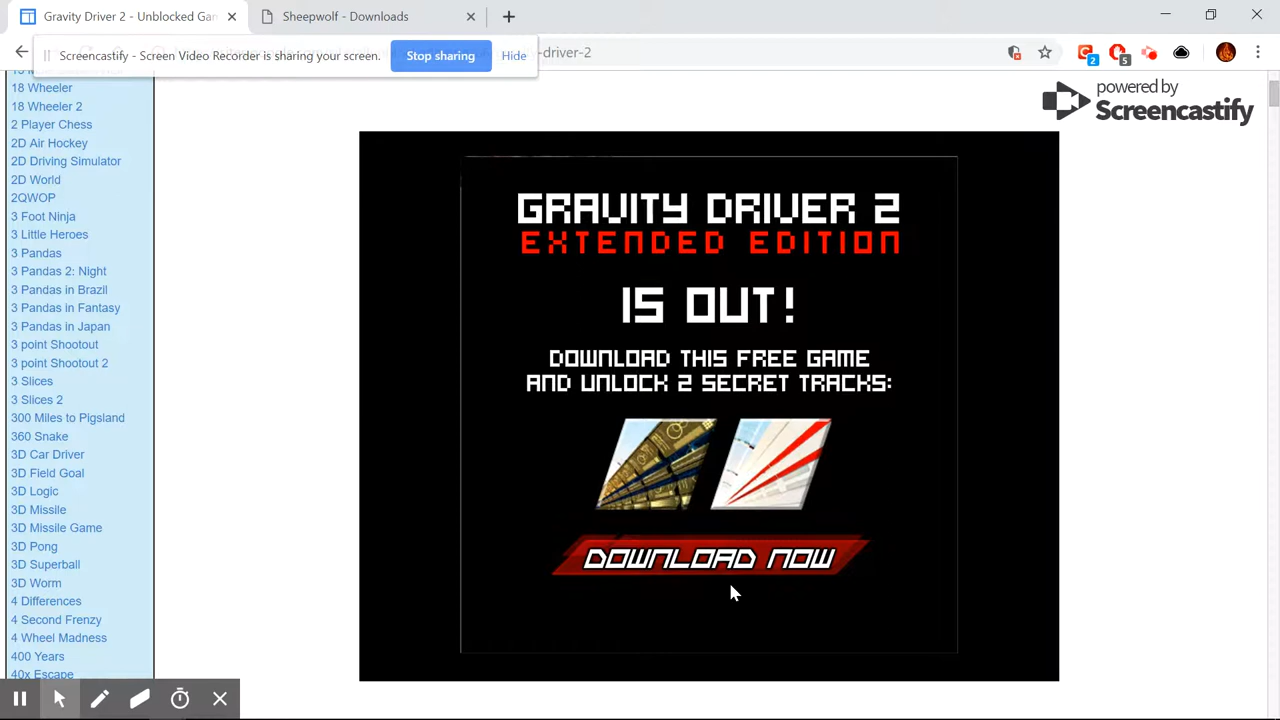 Gravity Driver 2 - Unblocked Gan
Sheepwolf - Downloads
Screencastify - Screen Video Recorder is sharing your screen.
Stop sharing
Hide
-driver-2
2
5
powered by
Screencastify
18 Wheeler
18 Wheeler 2
2 Player Chess
2D Air Hockey
2D Driving Simulator
2D World
2QWOP
3 Foot Ninja
3 Little Heroes
3 Pandas
3 Pandas 2: Night
3 Pandas in Brazil
3 Pandas in Fantasy
3 Pandas in Japan
3 point Shootout
3 point Shootout 2
3 Slices
3 Slices 2
300 Miles to Pigsland
360 Snake
3D Car Driver
3D Field Goal
3D Logic
3D Missile
3D Missile Game
3D Pong
3D Superball
3D Worm
4 Differences
4 Second Frenzy
4 Wheel Madness
400 Years
40x Escape
GRAVITY DRIVER 2
EXTENDED EDITION
IS OUT!
DOWNLOAD THIS FREE GAME
AND UNLOCK 2 SECRET TRACKS:
DOWNLOAD NOW